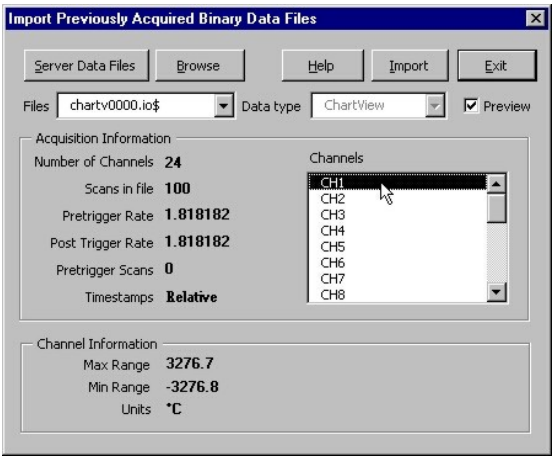 Import Previously Acquired Binary Data Files
Server Data Files Browse Help Import Exit
Files chartv0000.io$ Data type ChartView Preview
Acquisition Information
Number of Channels 24
Scans in file 100
Pretrigger Rate 1.818182
Post Trigger Rate 1.818182
Pretrigger Scans 0
Timestamps Relative
Channels
CH1
CH2
CH3
CH4
CH5
CH6
CH7
CH8
Channel Information
Max Range 3276.7
Min Range -3276.8
Units °C